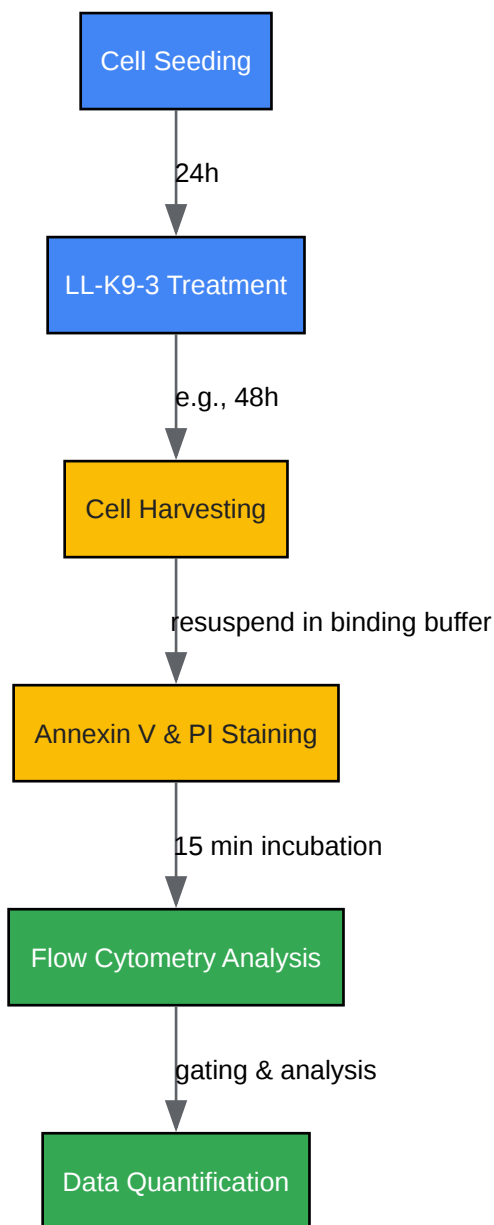 Cell Seeding
24h
LL-K9-3 Treatment
e.g., 48h
Cell Harvesting
resuspend in binding buffer
Annexin V & PI Staining
15 min incubation
Flow Cytometry Analysis
gating & analysis
Data Quantification